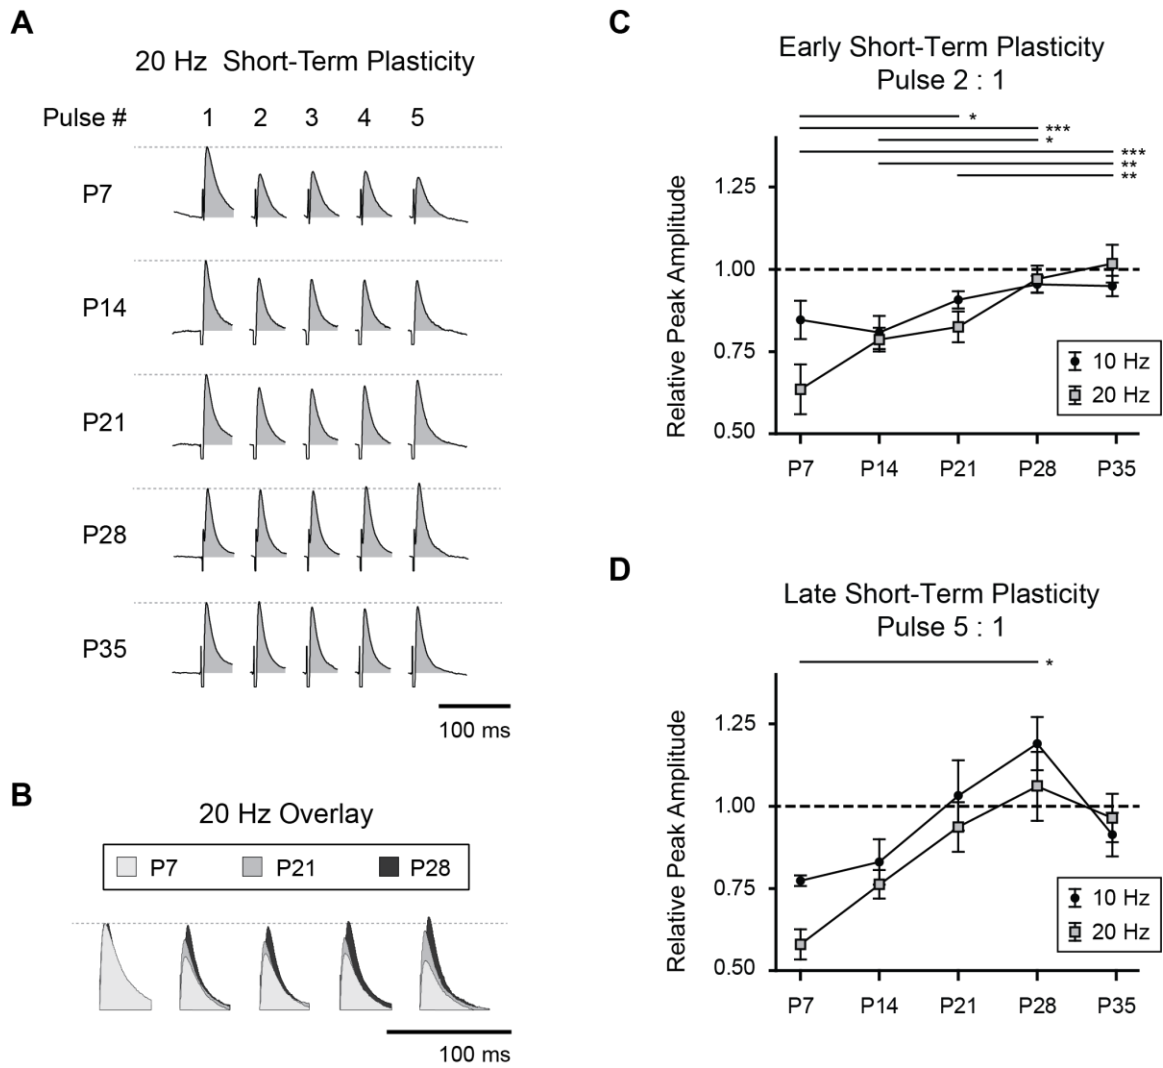 A
20 Hz  Short-Term Plasticity
Pulse # 1 2 3 4 5
P7
P14
P21
P28
P35
100 ms
B
20 Hz Overlay
P7 P21 P28
100 ms
C
Early Short-Term Plasticity
Pulse 2 : 1
*
***
*
***
**
**
Relative Peak Amplitude
1.25
1.00
0.75
0.50
10 Hz
20 Hz
P7 P14 P21 P28 P35
D
Late Short-Term Plasticity
Pulse 5 : 1
*
Relative Peak Amplitude
1.25
1.00
0.75
0.50
10 Hz
20 Hz
P7 P14 P21 P28 P35